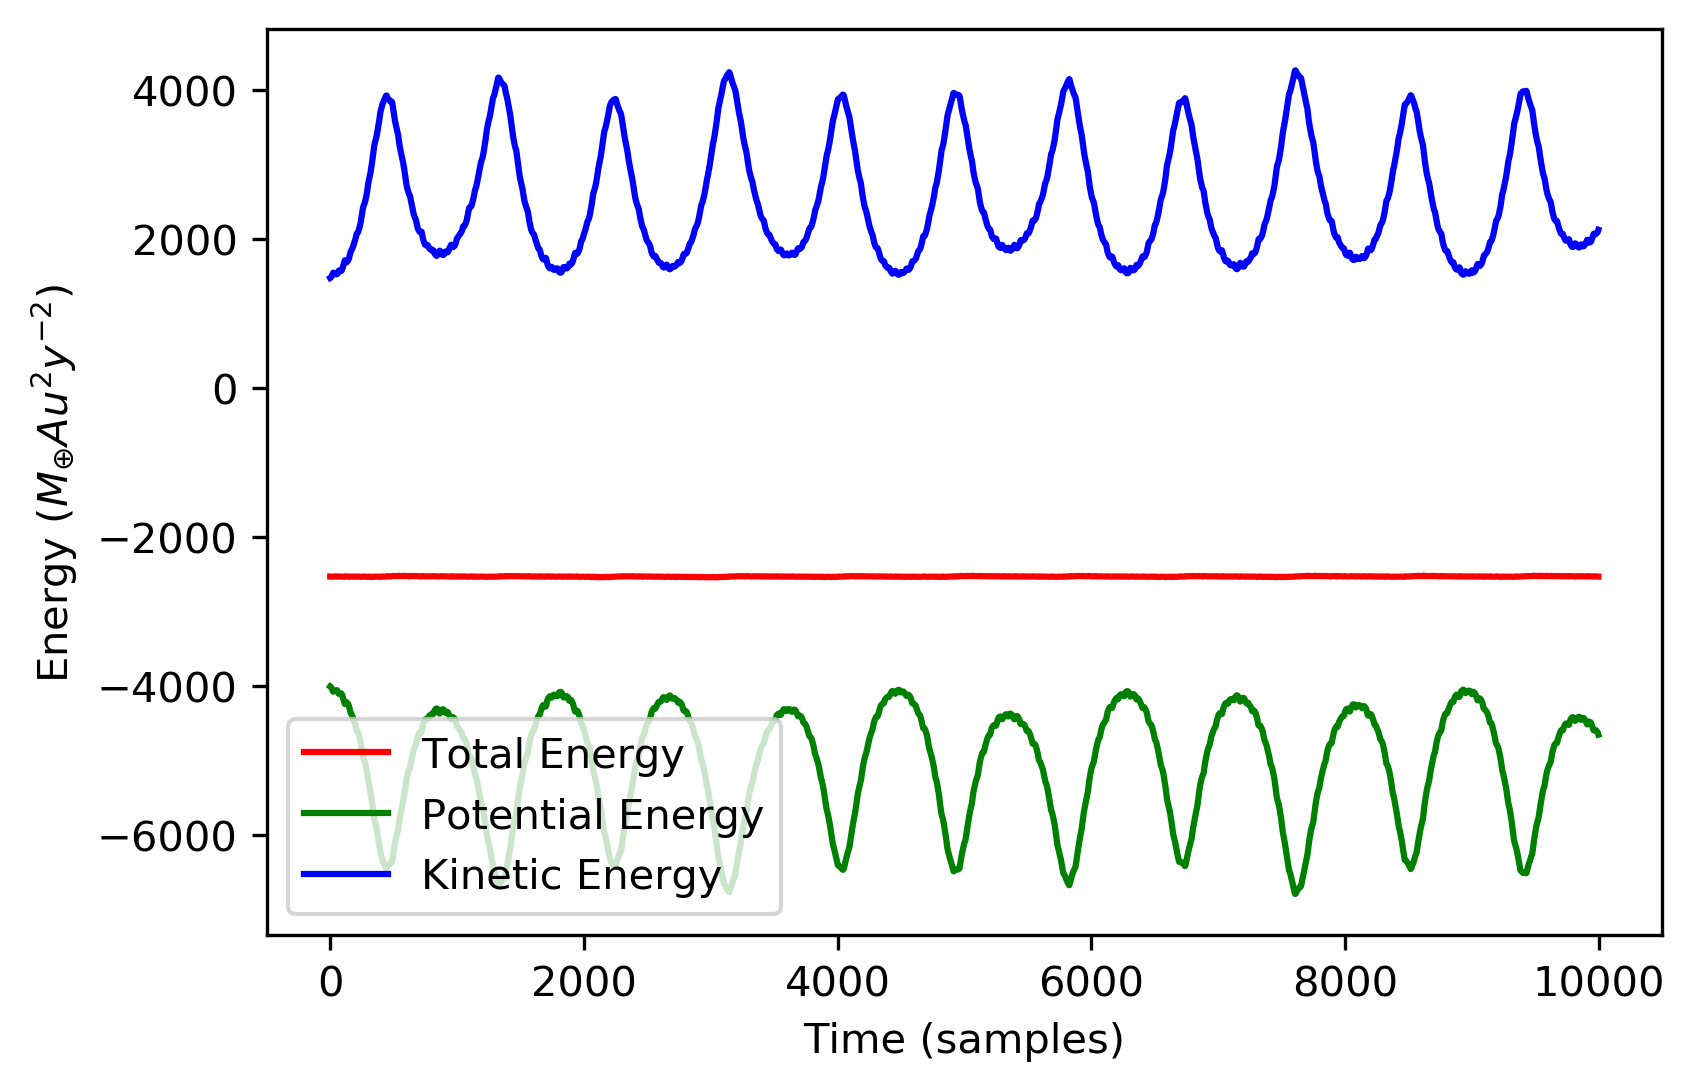 4000
2000
0
−2000
−4000
−6000
Energy (M⊕Au²y⁻²)
Total Energy
Potential Energy
Kinetic Energy
0 2000 4000 6000 8000 10000
Time (samples)